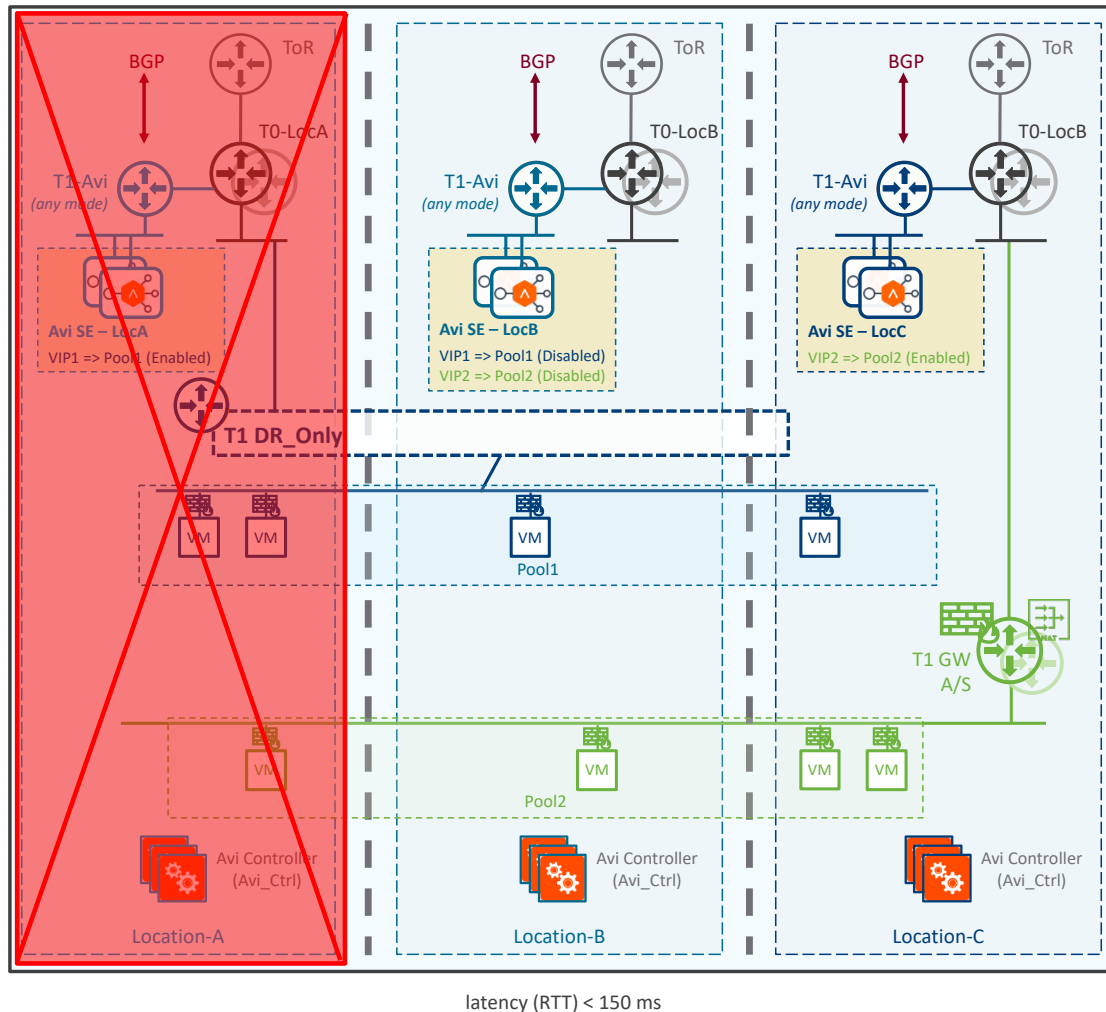 ToR
BGP
T0-LocA
T1-Avi
(any mode)
Avi SE – LocA
VIP1 => Pool1 (Enabled)
ToR
BGP
T0-LocB
T1-Avi
(any mode)
Avi SE – LocB
VIP1 => Pool1 (Disabled)
VIP2 => Pool2 (Disabled)
ToR
BGP
T0-LocB
T1-Avi
(any mode)
Avi SE – LocC
VIP2 => Pool2 (Enabled)
T1 DR_Only
VM
VM
VM
VM
Pool1
NAT
T1 GW
A/S
VM
VM
VM
VM
Pool2
Avi Controller
(Avi_Ctrl)
Location-A
Avi Controller
(Avi_Ctrl)
Location-B
Avi Controller
(Avi_Ctrl)
Location-C
latency (RTT) < 150 ms